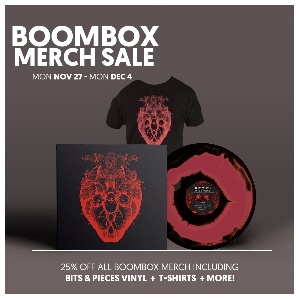 BOOMBOX
MERCH SALE
MON NOV 27 - MON DEC 4
25% OFF ALL BOOMBOX MERCH INCLUDING
BITS & PIECES VINYL + T-SHIRTS + MORE!